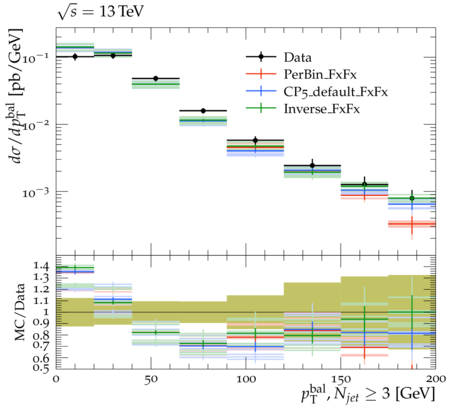 √s = 13 TeV
dσ/dp_T^bal [pb/GeV]
10^−1
10^−2
10^−3
Data
PerBin_FxFx
CP5_default_FxFx
Inverse_FxFx
MC/Data
1.4
1.3
1.2
1.1
1
0.9
0.8
0.7
0.6
0.5
0 50 100 150 200
p_T^bal, N_jet ≥ 3 [GeV]